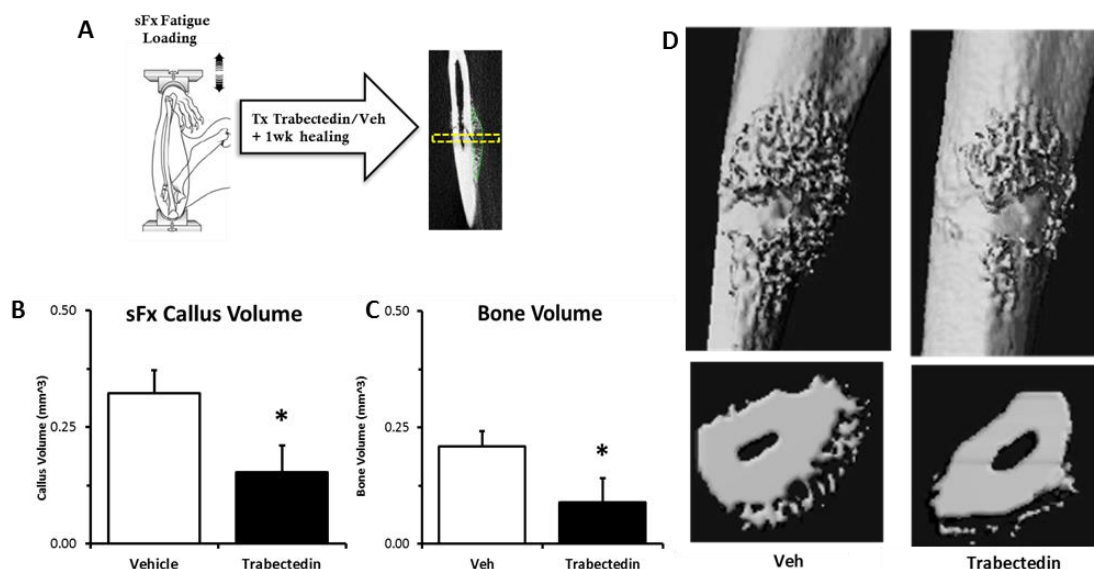 A
sFx Fatigue
Loading
Tx Trabectedin/Veh
+ 1wk healing
B
sFx Callus Volume
Callus Volume (mm^3)
0.50
0.25
0.00
*
Vehicle
Trabectedin
C
Bone Volume
Bone Volume (mm^3)
0.50
0.25
0.00
*
Veh
Trabectedin
D
Veh
Trabectedin